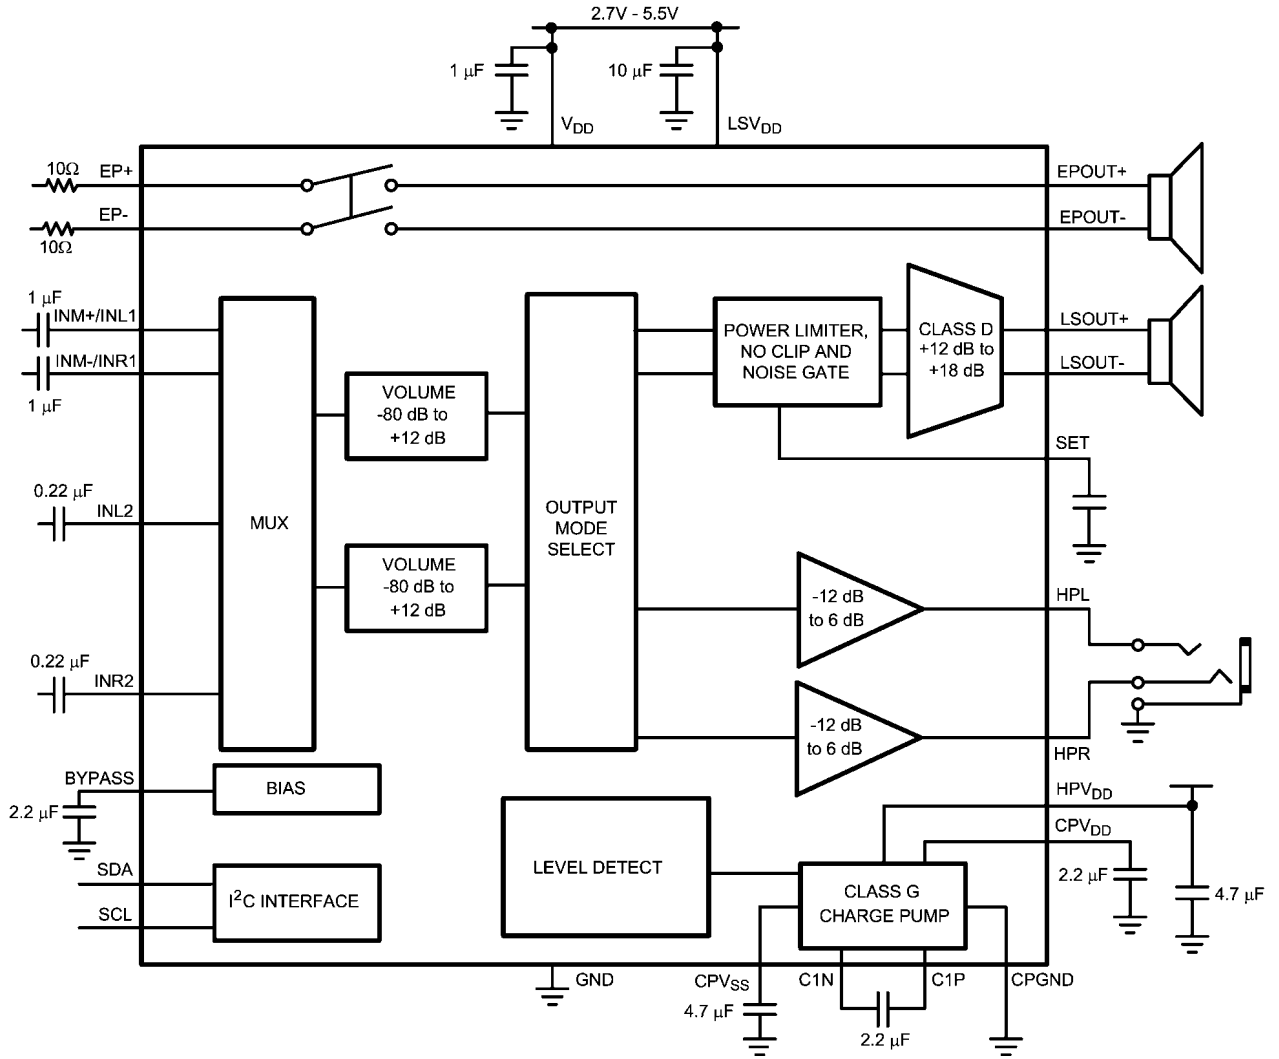 2.7V - 5.5V
1 μF
10 μF
V_DD
LSV_DD
10Ω
EP+
EPOUT+
EP-
EPOUT-
10Ω
1 μF
INM+/INL1
LSOUT+
POWER LIMITER,
NO CLIP AND
NOISE GATE
CLASS D
+12 dB to
+18 dB
INM-/INR1
LSOUT-
1 μF
VOLUME
-80 dB to
+12 dB
SET
0.22 μF
INL2
MUX
OUTPUT
MODE
SELECT
VOLUME
-80 dB to
+12 dB
-12 dB
to 6 dB
HPL
0.22 μF
INR2
-12 dB
to 6 dB
HPR
BYPASS
BIAS
2.2 μF
HPV_DD
CPV_DD
2.2 μF
4.7 μF
SDA
SCL
I²C INTERFACE
LEVEL DETECT
CLASS G
CHARGE PUMP
GND
CPV_SS
C1N
C1P
CPGND
4.7 μF
2.2 μF